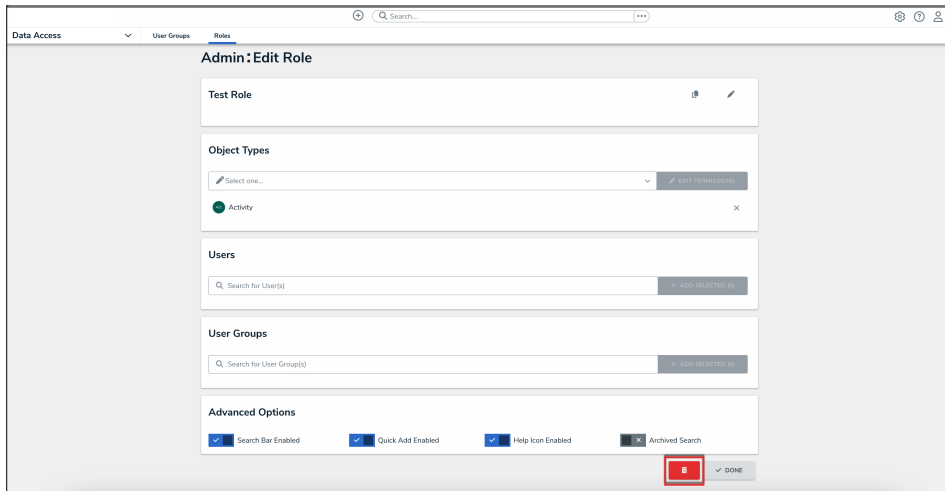 Search...
Data Access User Groups Roles
Admin:Edit Role
Test Role
Object Types
Select one... EDIT PERMISSIONS
Activity
Users
Search for User(s) + ADD SELECTED (0)
User Groups
Search for User Group(s) + ADD SELECTED (0)
Advanced Options
Search Bar Enabled Quick Add Enabled Help Icon Enabled Archived Search
DONE